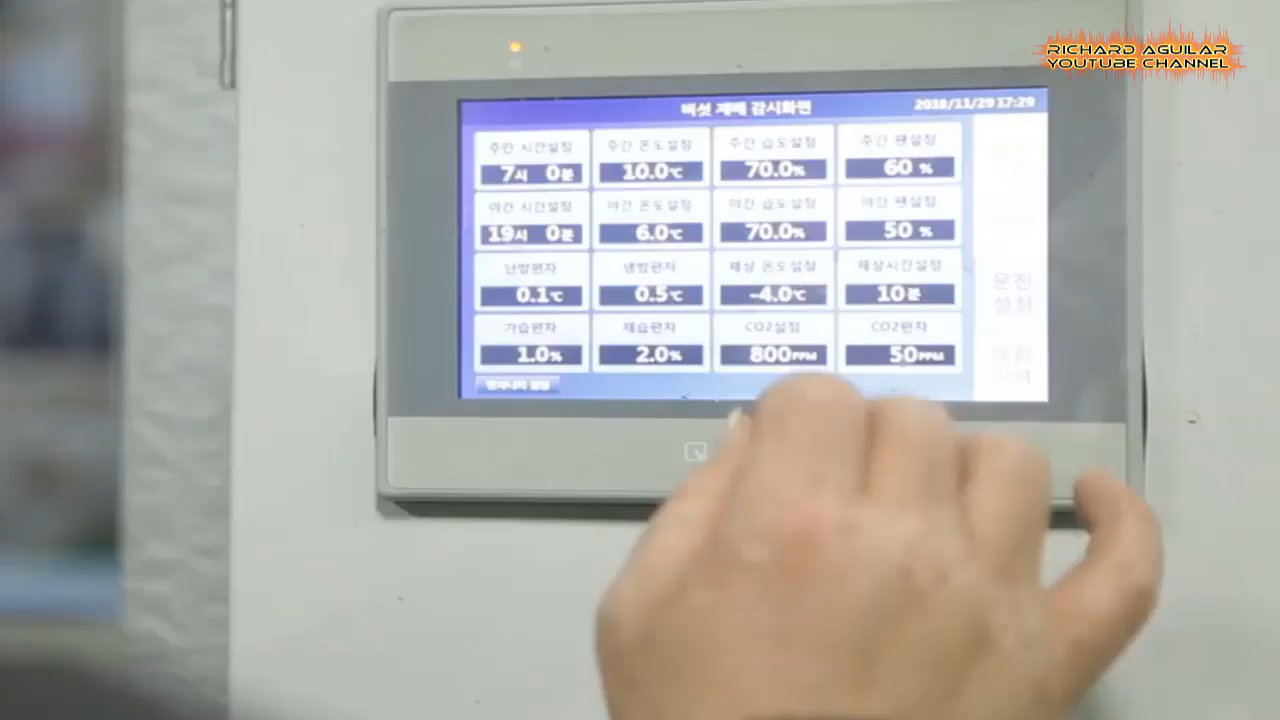 RICHARD AGUILAR
YOUTUBE CHANNEL
버섯 재배 감시화면 2018/11/29 17:29
주간 시간설정 주간 온도설정 주간 습도설정 주간 팬설정
7시 0분 10.0℃ 70.0% 60 %
야간 시간설정 야간 온도설정 야간 습도설정 야간 팬설정
19시 0분 6.0℃ 70.0% 50 %
난방편차 냉방편차 제상 온도설정 제상시간설정
0.1℃ 0.5℃ -4.0℃ 10분
가습편차 제습편차 CO2설정 CO2편차
1.0% 2.0% 800PPM 50PPM
운전
설정